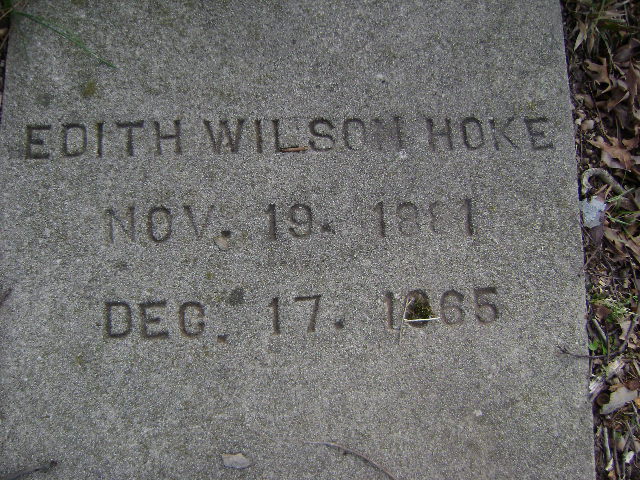 EDITH WILSON HOKE
NOV. 19. 1881
DEC. 17. 1965